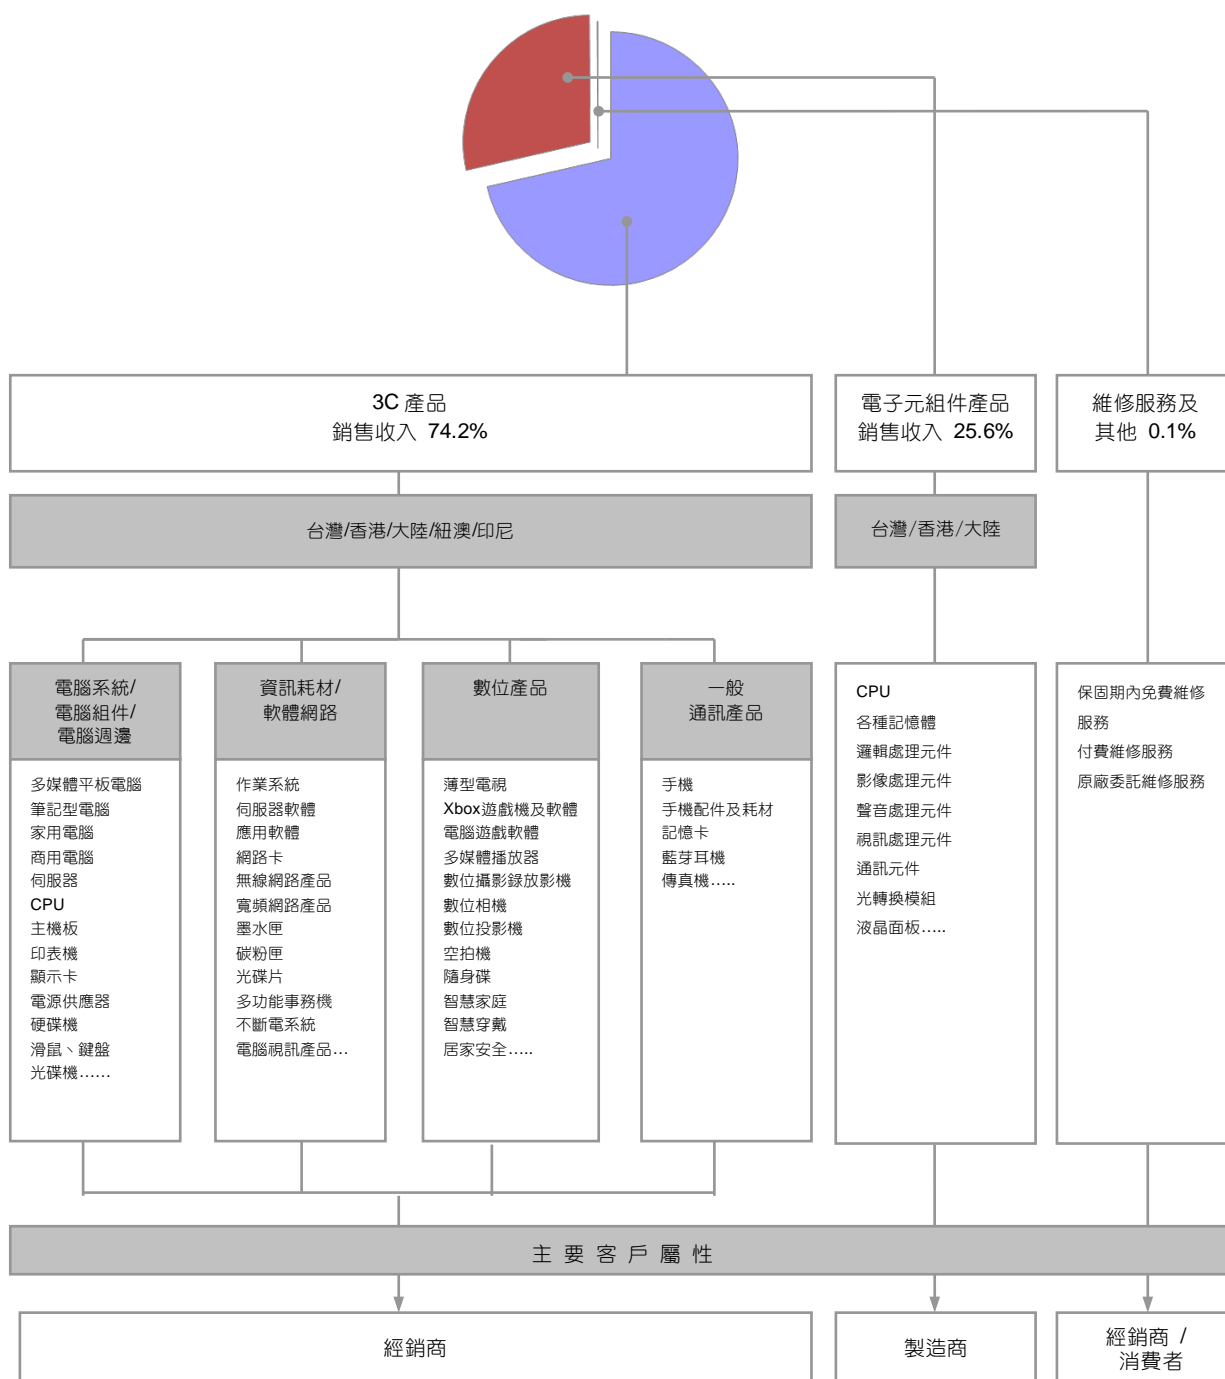 3C 產品
銷售收入 74.2%
電子元組件產品
銷售收入 25.6%
維修服務及
其他 0.1%
台灣/香港/大陸/紐澳/印尼
台灣/香港/大陸
電腦系統/
電腦組件/
電腦週邊
多媒體平板電腦
筆記型電腦
家用電腦
商用電腦
伺服器
CPU
主機板
印表機
顯示卡
電源供應器
硬碟機
滑鼠、鍵盤
光碟機......
資訊耗材/
軟體網路
作業系統
伺服器軟體
應用軟體
網路卡
無線網路產品
寬頻網路產品
墨水匣
碳粉匣
光碟片
多功能事務機
不斷電系統
電腦視訊產品...
數位產品
薄型電視
Xbox遊戲機及軟體
電腦遊戲軟體
多媒體播放器
數位攝影錄放影機
數位相機
數位投影機
空拍機
隨身碟
智慧家庭
智慧穿戴
居家安全.....
一般
通訊產品
手機
手機配件及耗材
記憶卡
藍芽耳機
傳真機.....
CPU
各種記憶體
邏輯處理元件
影像處理元件
聲音處理元件
視訊處理元件
通訊元件
光轉換模組
液晶面板.....
保固期內免費維修
服務
付費維修服務
原廠委託維修服務
主 要 客 戶 屬 性
經銷商
製造商
經銷商 /
消費者